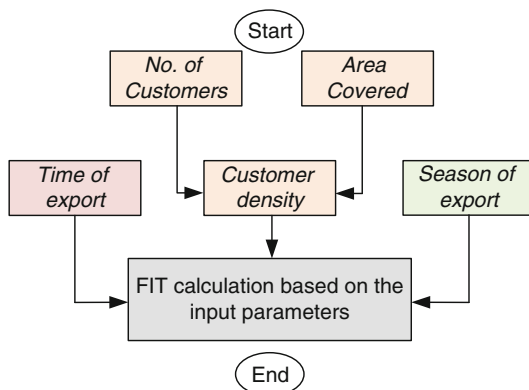 Start
No. of
Customers
Area
Covered
Time of
export
Customer
density
Season of
export
FIT calculation based on the
input parameters
End